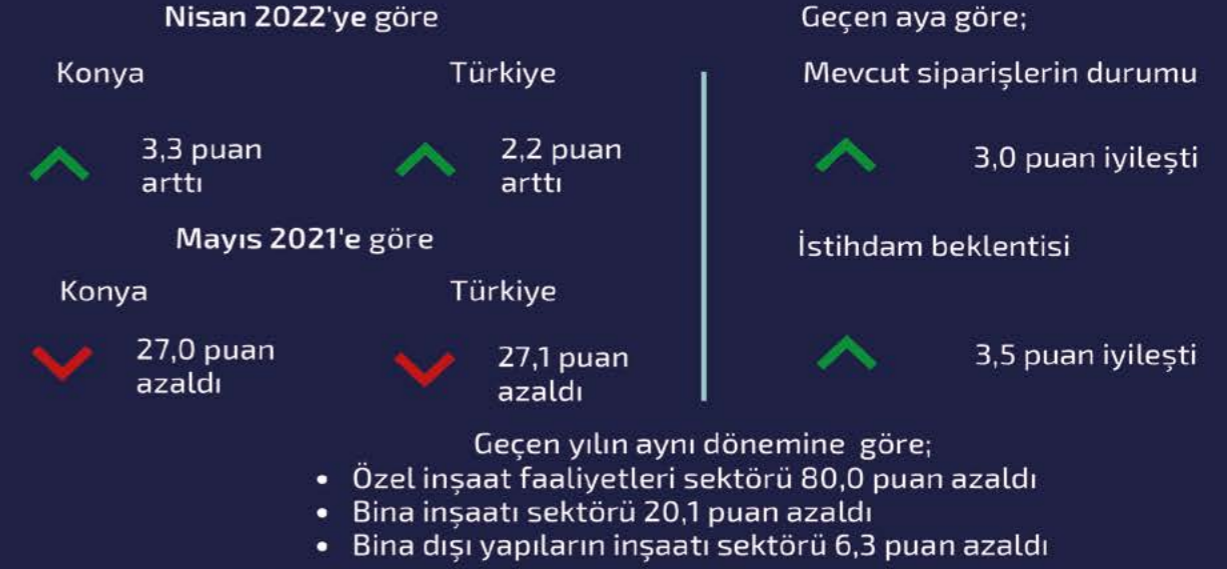 Nisan 2022'ye göre
Konya
Türkiye
3,3 puan
arttı
2,2 puan
arttı
Mayıs 2021'e göre
Konya
Türkiye
27,0 puan
azaldı
27,1 puan
azaldı
Geçen aya göre;
Mevcut siparişlerin durumu
3,0 puan iyileşti
İstihdam beklentisi
3,5 puan iyileşti
Geçen yılın aynı dönemine göre;
• Özel inşaat faaliyetleri sektörü 80,0 puan azaldı
• Bina inşaatı sektörü 20,1 puan azaldı
• Bina dışı yapıların inşaatı sektörü 6,3 puan azaldı